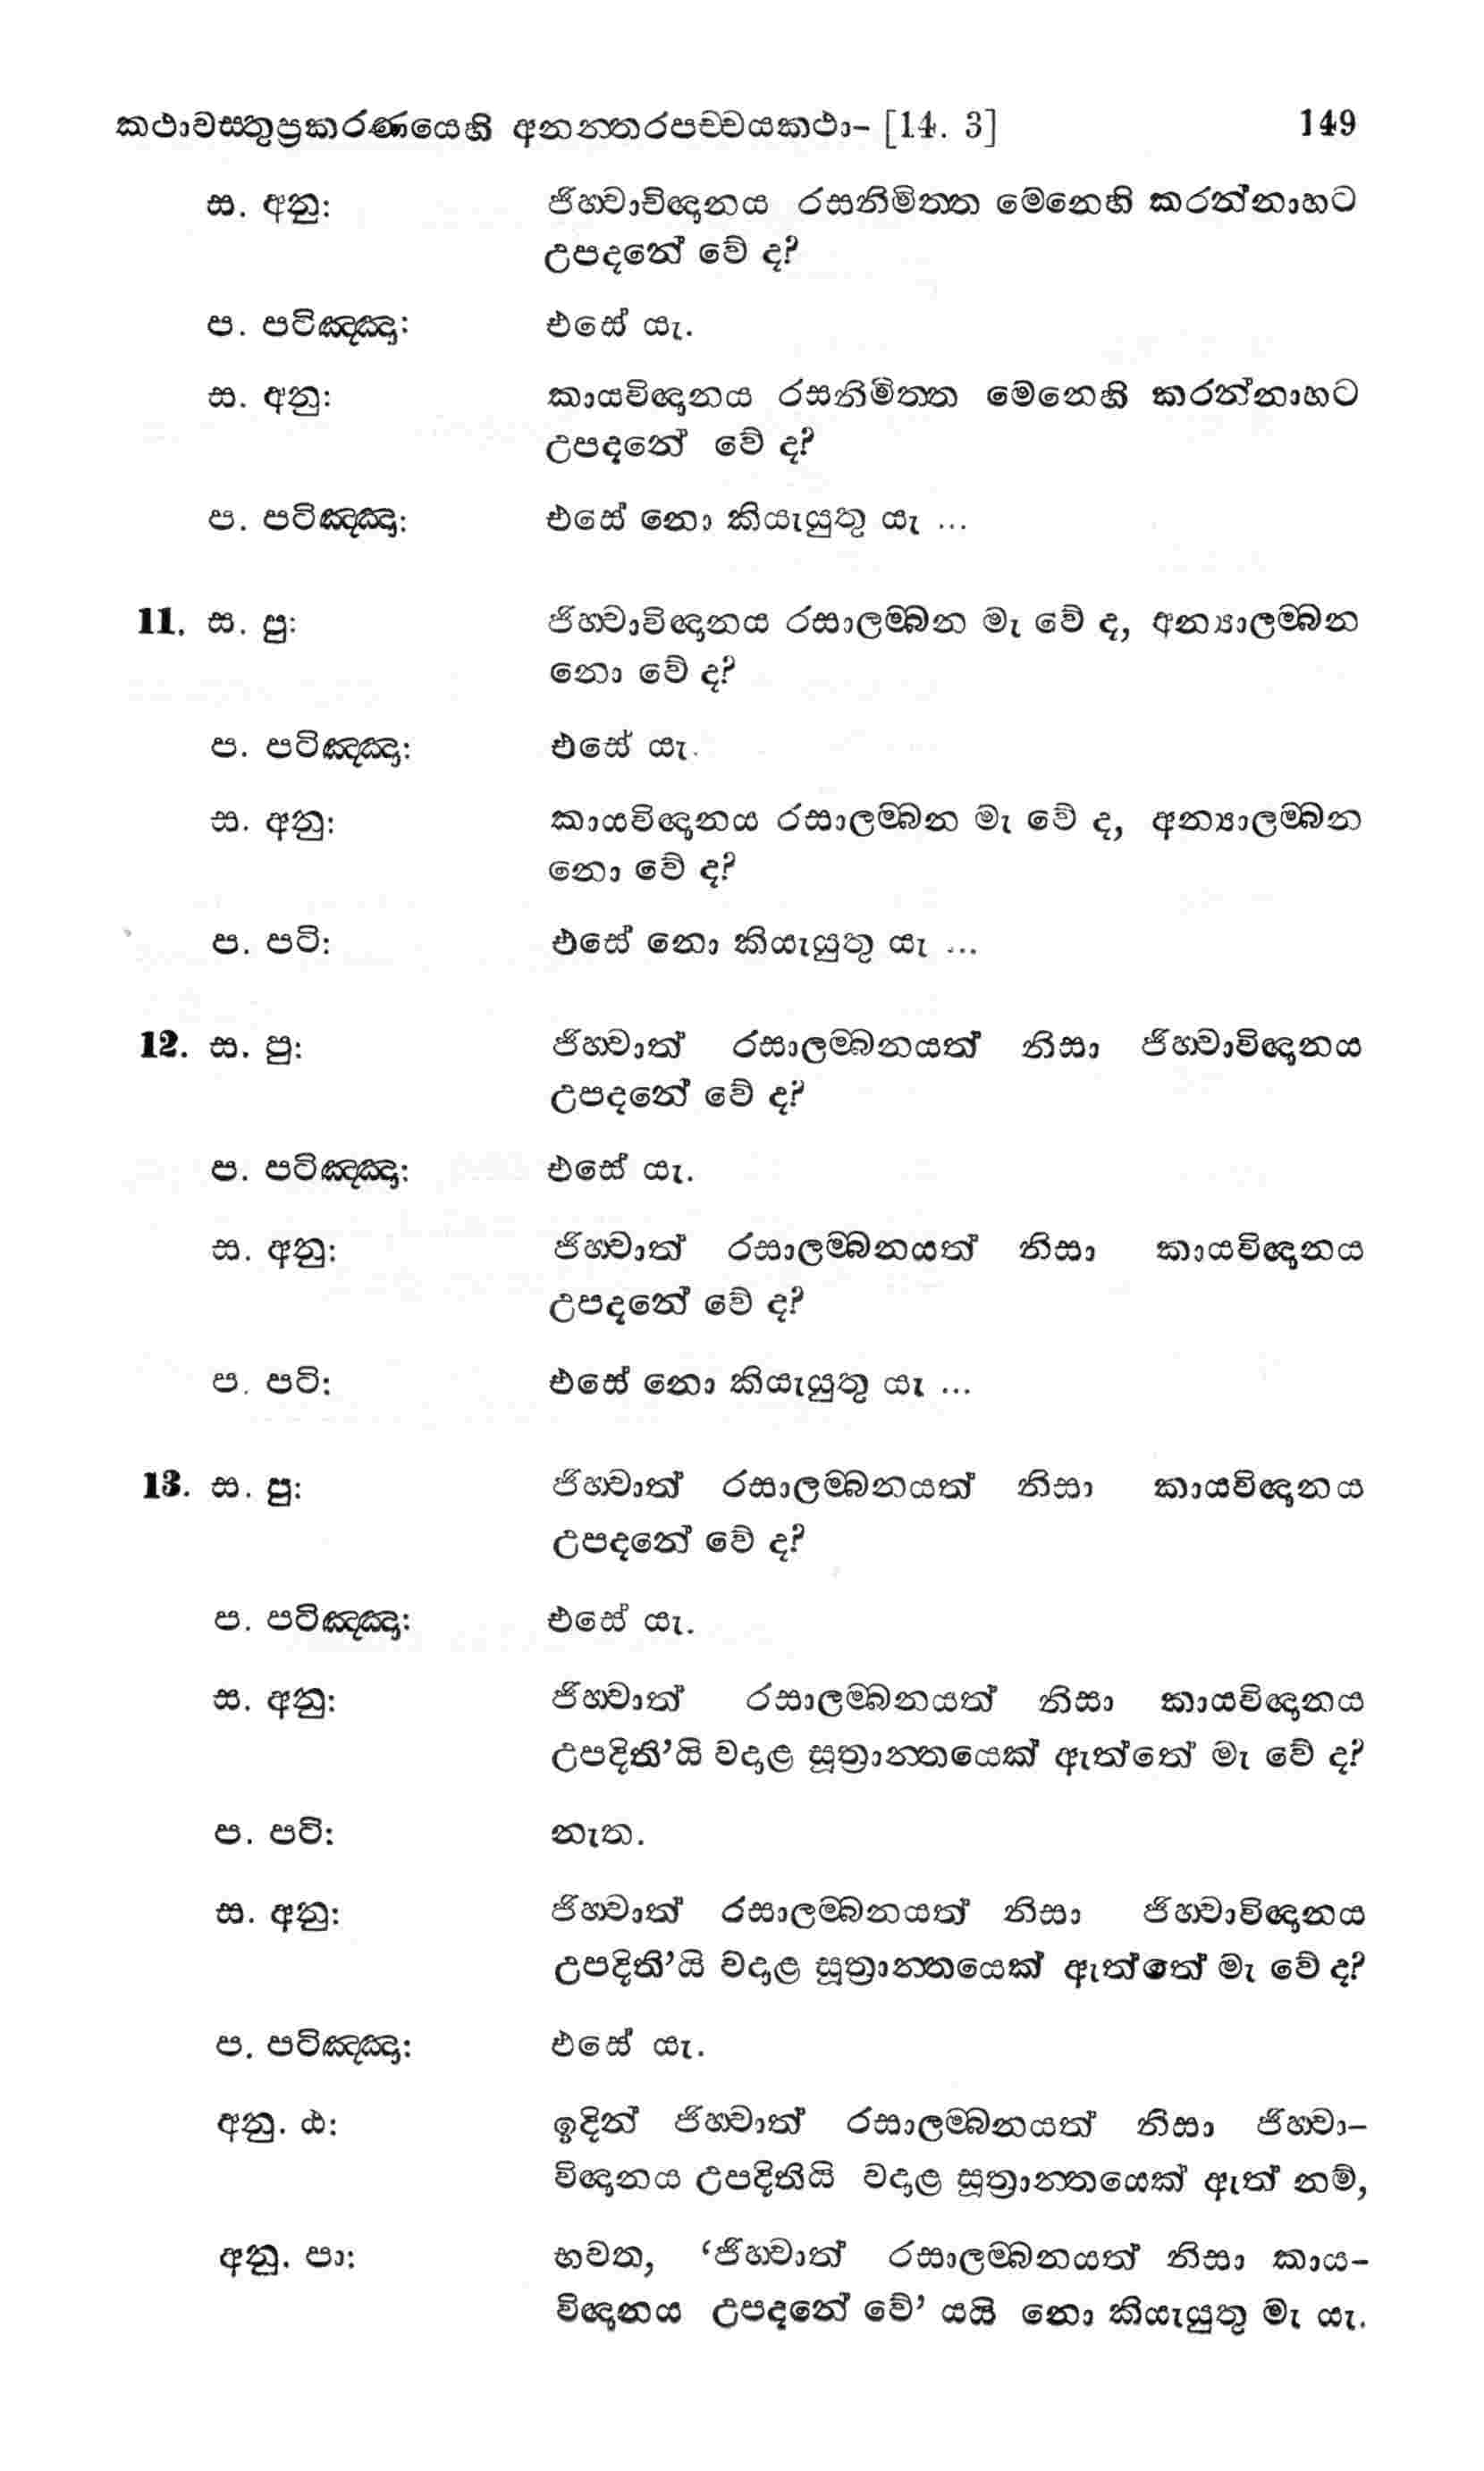 කථාවස්තුප්‍රකරණයෙහි අනන්තරපච්චයකථා- [14. 3] 149
ස. අනු: ජිහ්වාවිඥානය රසනිමිත්ත මෙනෙහි කරන්නාහට
උපදනේ වේ ද?
ප. පටිඤ්ඤා: එසේ යැ.
ස. අනු: කායවිඥානය රසනිමිත්ත මෙනෙහි කරන්නාහට
උපදනේ වේ ද?
ප. පටිඤ්ඤා: එසේ නො කියැයුතු යැ ...
11. ස. පු: ජිහ්වාවිඥානය රසාලම්බන මැ වේ ද, අන්‍යාලම්බන
නො වේ ද?
ප. පටිඤ්ඤා: එසේ යැ.
ස. අනු: කායවිඥානය රසාලම්බන මැ වේ ද, අන්‍යාලම්බන
නො වේ ද?
ප. පටි: එසේ නො කියැයුතු යැ ...
12. ස. පු: ජිහ්වාත් රසාලම්බනයත් නිසා ජිහ්වාවිඥානය
උපදනේ වේ ද?
ප. පටිඤ්ඤා: එසේ යැ.
ස. අනු: ජිහ්වාත් රසාලම්බනයත් නිසා කායවිඥානය
උපදනේ වේ ද?
ප. පටි: එසේ නො කියැයුතු යැ ...
13. ස. පු: ජිහ්වාත් රසාලම්බනයත් නිසා කායවිඥානය
උපදනේ වේ ද?
ප. පටිඤ්ඤා: එසේ යැ.
ස. අනු: ජිහ්වාත් රසාලම්බනයත් නිසා කායවිඥානය
උපදිති’යි වදාළ සූත්‍රාන්තයෙක් ඇත්තේ මැ වේ ද?
ප. පටි: නැත.
ස. අනු: ජිහ්වාත් රසාලම්බනයත් නිසා ජිහ්වාවිඥානය
උපදිති’යි වදාළ සූත්‍රාන්තයෙක් ඇත්තේ මැ වේ ද?
ප. පටිඤ්ඤා: එසේ යැ.
අනු. ඨ: ඉදින් ජිහ්වාත් රසාලම්බනයත් නිසා ජිහ්වා-
විඥානය උපදිතියි වදාළ සූත්‍රාන්තයෙක් ඇත් නම්,
අනු. පා: භවත, ‘ජිහ්වාත් රසාලම්බනයත් නිසා කාය-
විඥානය උපදනේ වේ’ යයි නො කියැයුතු මැ යැ.